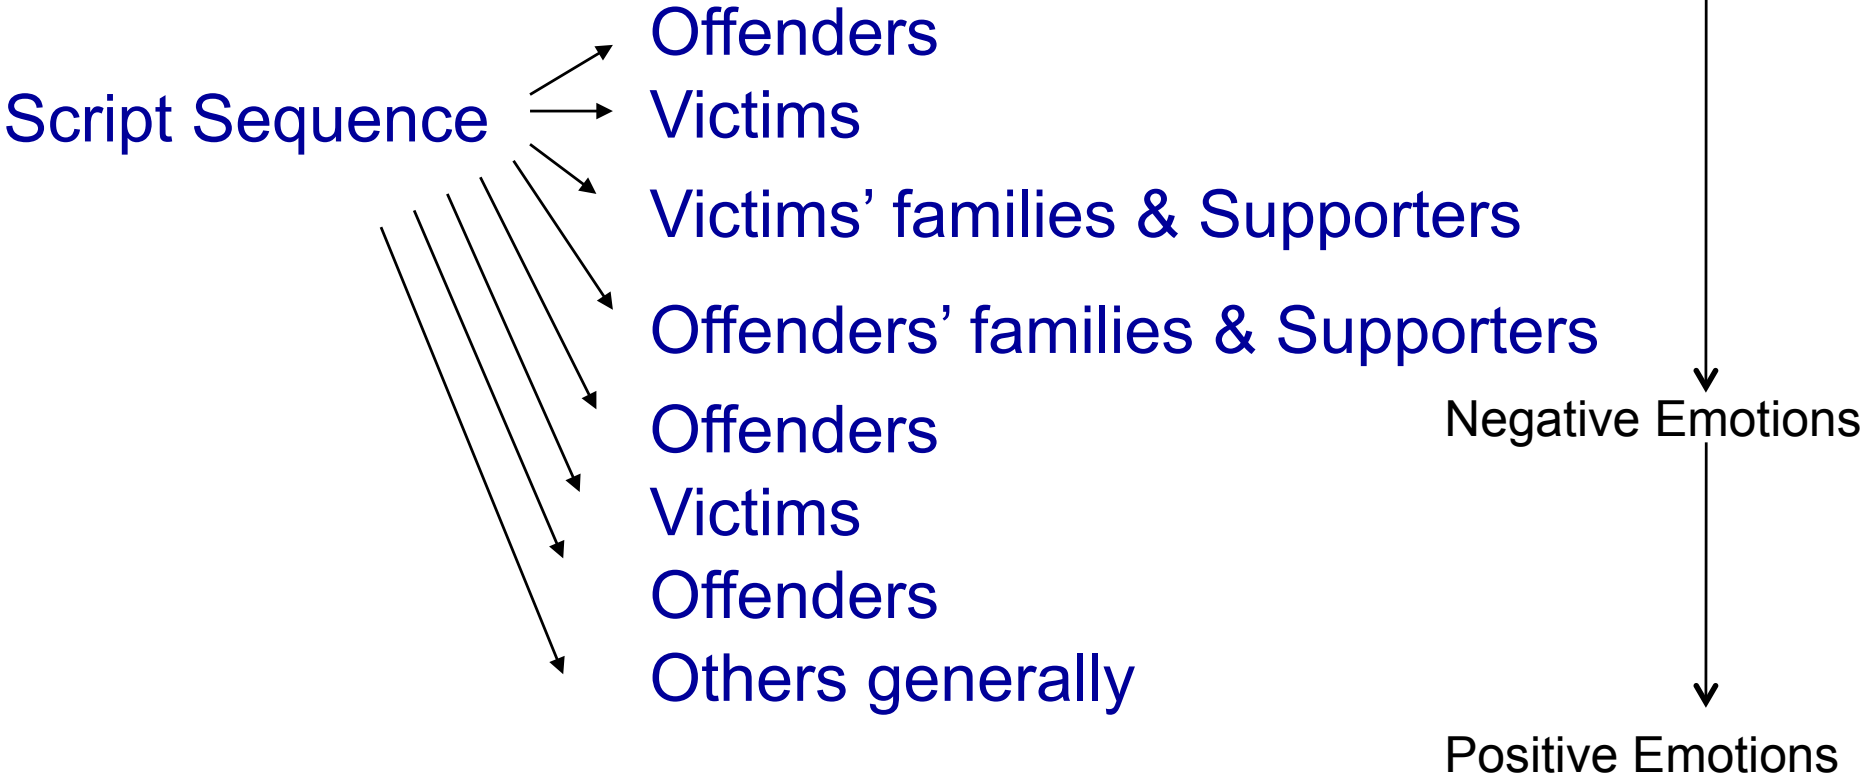 Offenders
Script Sequence
Victims
Victims’ families & Supporters
Offenders’ families & Supporters
Negative Emotions
Offenders
Victims
Offenders
Others generally
Positive Emotions